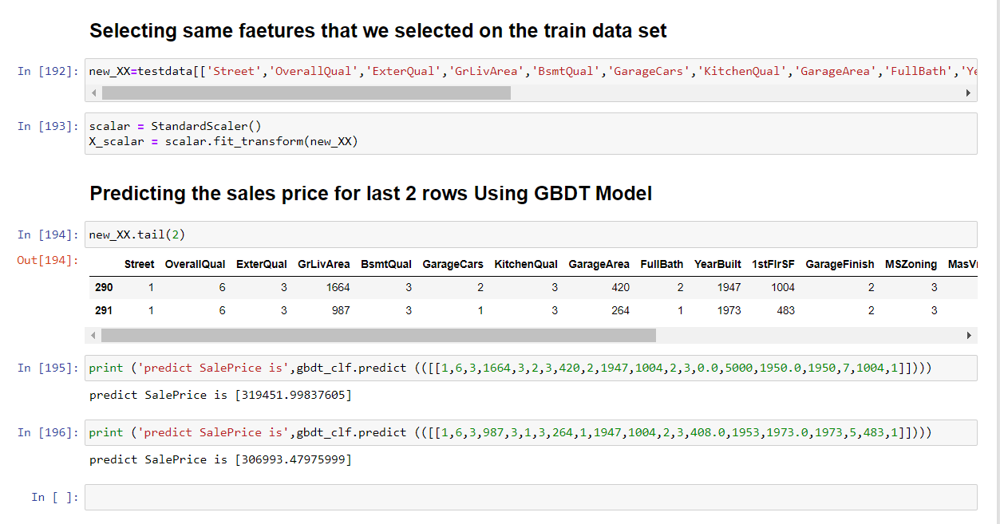 Selecting same faetures that we selected on the train data set
In [192]: new_XX=testdata[['Street','OverallQual','ExterQual','GrLivArea','BsmtQual','GarageCars','KitchenQual','GarageArea','FullBath','Ye
In [193]: scalar = StandardScaler()
X_scalar = scalar.fit_transform(new_XX)
Predicting the sales price for last 2 rows Using GBDT Model
In [194]: new_XX.tail(2)
Out[194]:
Street OverallQual ExterQual GrLivArea BsmtQual GarageCars KitchenQual GarageArea FullBath YearBuilt 1stFlrSF GarageFinish MSZoning MasVr
290 1 6 3 1664 3 2 3 420 2 1947 1004 2 3
291 1 6 3 987 3 1 3 264 1 1973 483 2 3
In [195]: print ('predict SalePrice is',gbdt_clf.predict (([[1,6,3,1664,3,2,3,420,2,1947,1004,2,3,0.0,5000,1950.0,1950,7,1004,1]])))
predict SalePrice is [319451.99837605]
In [196]: print ('predict SalePrice is',gbdt_clf.predict (([[1,6,3,987,3,1,3,264,1,1947,1004,2,3,408.0,1953,1973.0,1973,5,483,1]])))
predict SalePrice is [306993.47975999]
In [ ]: